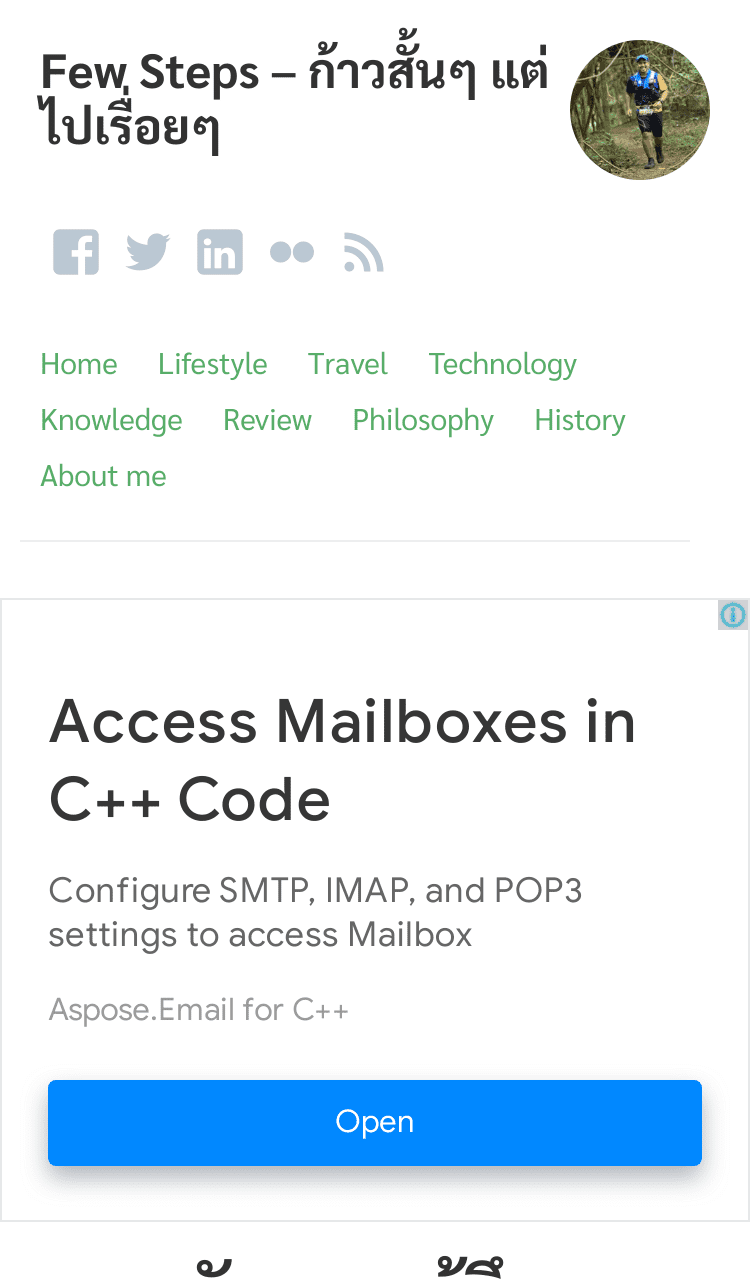 Few Steps – ก้าวสั้นๆ แต่
ไปเรื่อยๆ
Home Lifestyle Travel Technology
Knowledge Review Philosophy History
About me
Access Mailboxes in
C++ Code
Configure SMTP, IMAP, and POP3
settings to access Mailbox
Aspose.Email for C++
Open